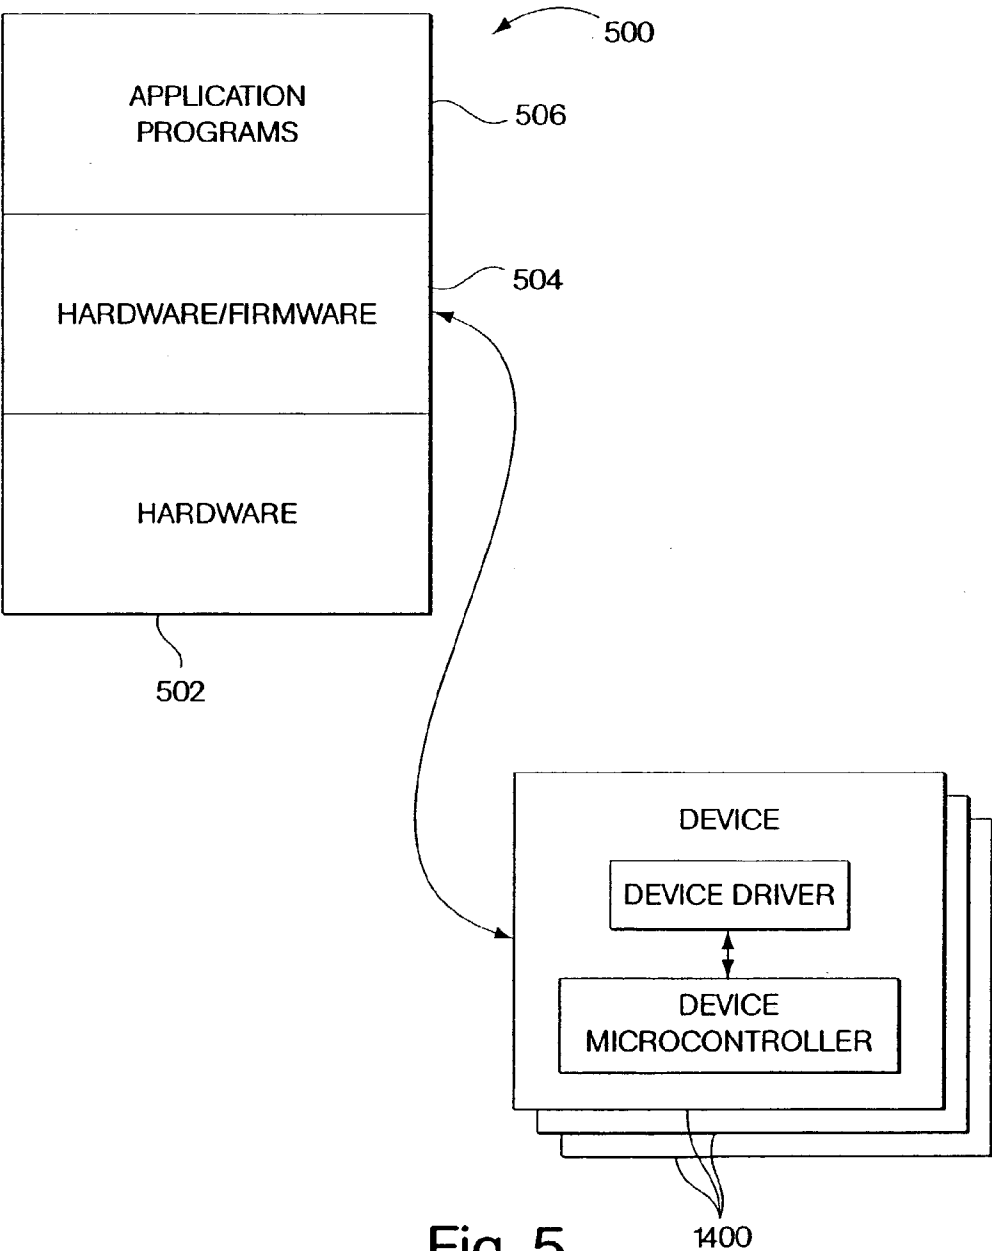 500
APPLICATION
PROGRAMS
506
504
HARDWARE/FIRMWARE
HARDWARE
502
DEVICE
DEVICE DRIVER
DEVICE
MICROCONTROLLER
1400
Fig. 5